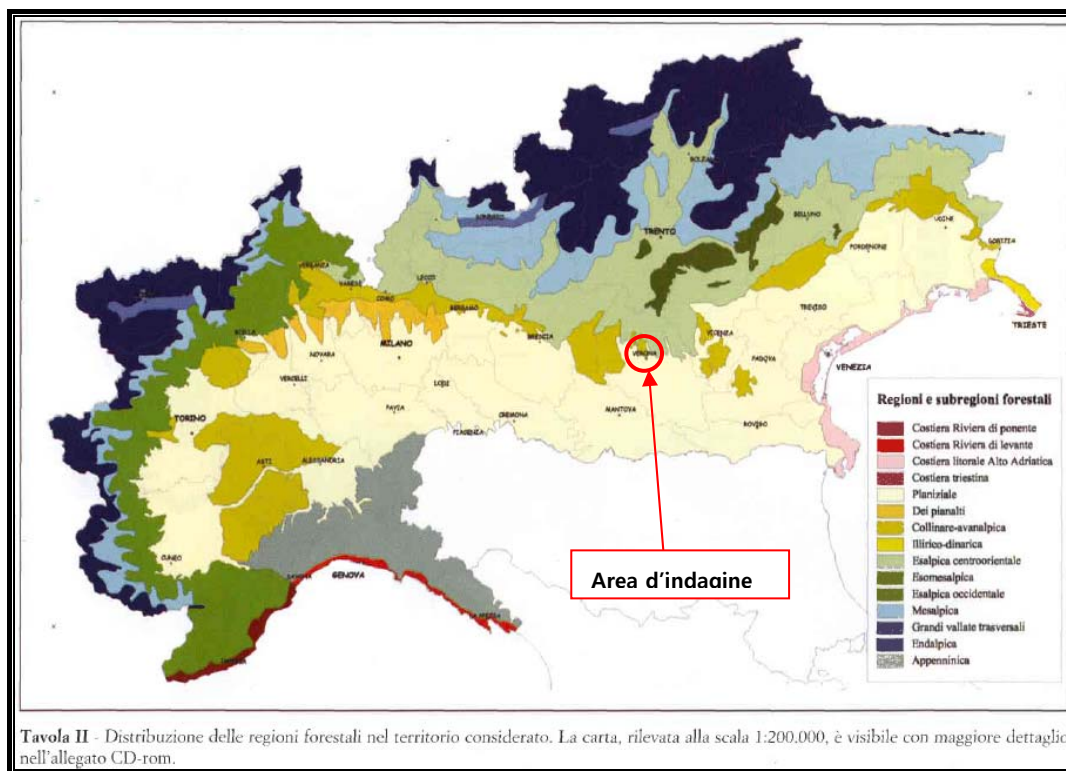 BOLZANO
SONDRIO
TRENTO
BELLUNO
UDINE
PORDENONE
GORIZIA
VERBANIA
VARESE
COMO
LECCO
BERGAMO
BIELLA
BRESCIA
VERONA
VICENZA
TREVISO
TRIESTE
MILANO
NOVARA
PADOVA
VENEZIA
VERCELLI
LODI
PAVIA
CREMONA
MANTOVA
ROVIGO
TORINO
PIACENZA
ASTI
ALESSANDRIA
CUNEO
SAVONA
GENOVA
LA SPEZIA
Area d'indagine
Regioni e subregioni forestali
Costiera Riviera di ponente
Costiera Riviera di levante
Costiera litorale Alto Adriatica
Costiera triestina
Planiziale
Dei pianalti
Collinare-avanalpica
Illirico-dinarica
Esalpica centroorientale
Esomesalpica
Esalpica occidentale
Mesalpica
Grandi vallate trasversali
Endalpica
Appenninica
Tavola II - Distribuzione delle regioni forestali nel territorio considerato. La carta, rilevata alla scala 1:200.000, è visibile con maggiore dettaglio
nell'allegato CD-rom.